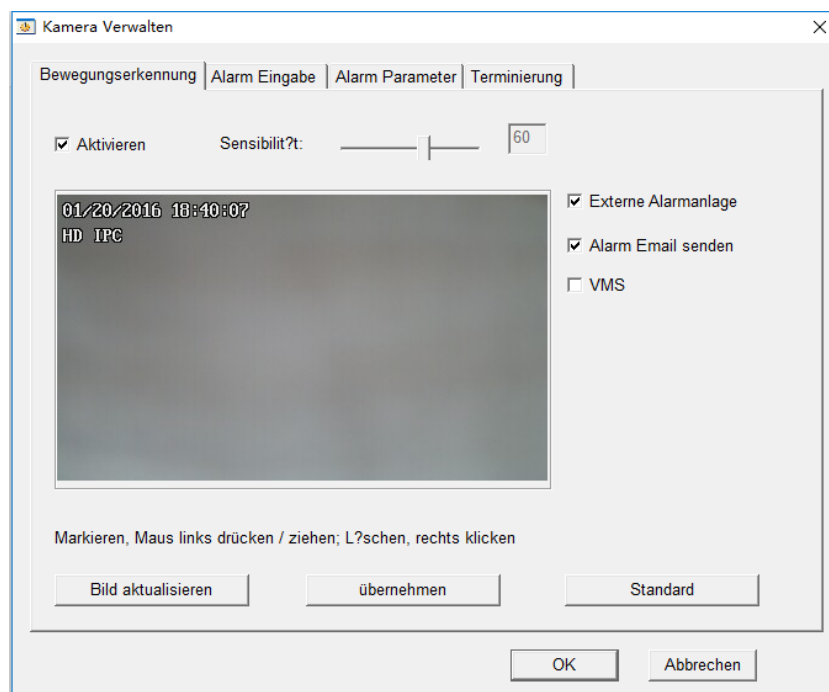 Kamera Verwalten
Bewegungserkennung Alarm Eingabe Alarm Parameter Terminierung
Aktivieren Sensibilit?t: 60
01/20/2016 18:40:07
HD IPC
Externe Alarmanlage
Alarm Email senden
VMS
Markieren, Maus links drücken / ziehen; L?schen, rechts klicken
Bild aktualisieren übernehmen Standard
OK Abbrechen